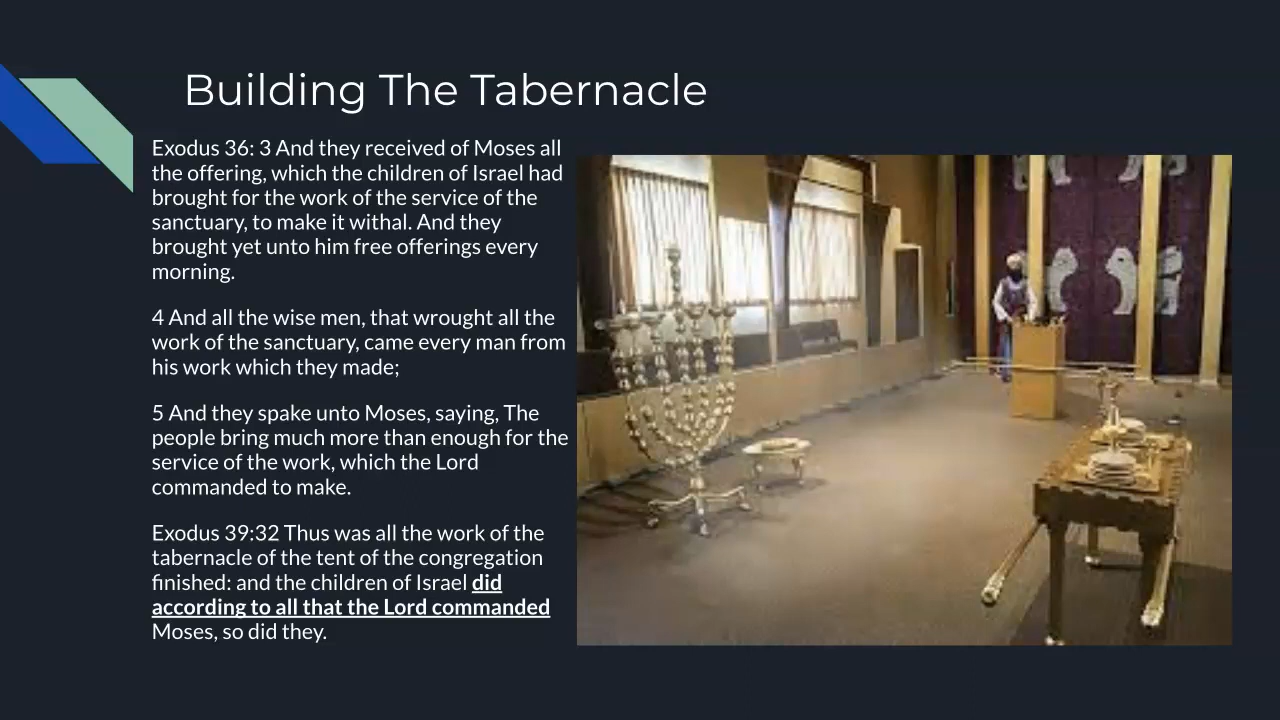 Building The Tabernacle
Exodus 36: 3 And they received of Moses all
the offering, which the children of Israel had
brought for the work of the service of the
sanctuary, to make it withal. And they
brought yet unto him free offerings every
morning.
4 And all the wise men, that wrought all the
work of the sanctuary, came every man from
his work which they made;
5 And they spake unto Moses, saying, The
people bring much more than enough for the
service of the work, which the Lord
commanded to make.
Exodus 39:32 Thus was all the work of the
tabernacle of the tent of the congregation
finished: and the children of Israel did
according to all that the Lord commanded
Moses, so did they.